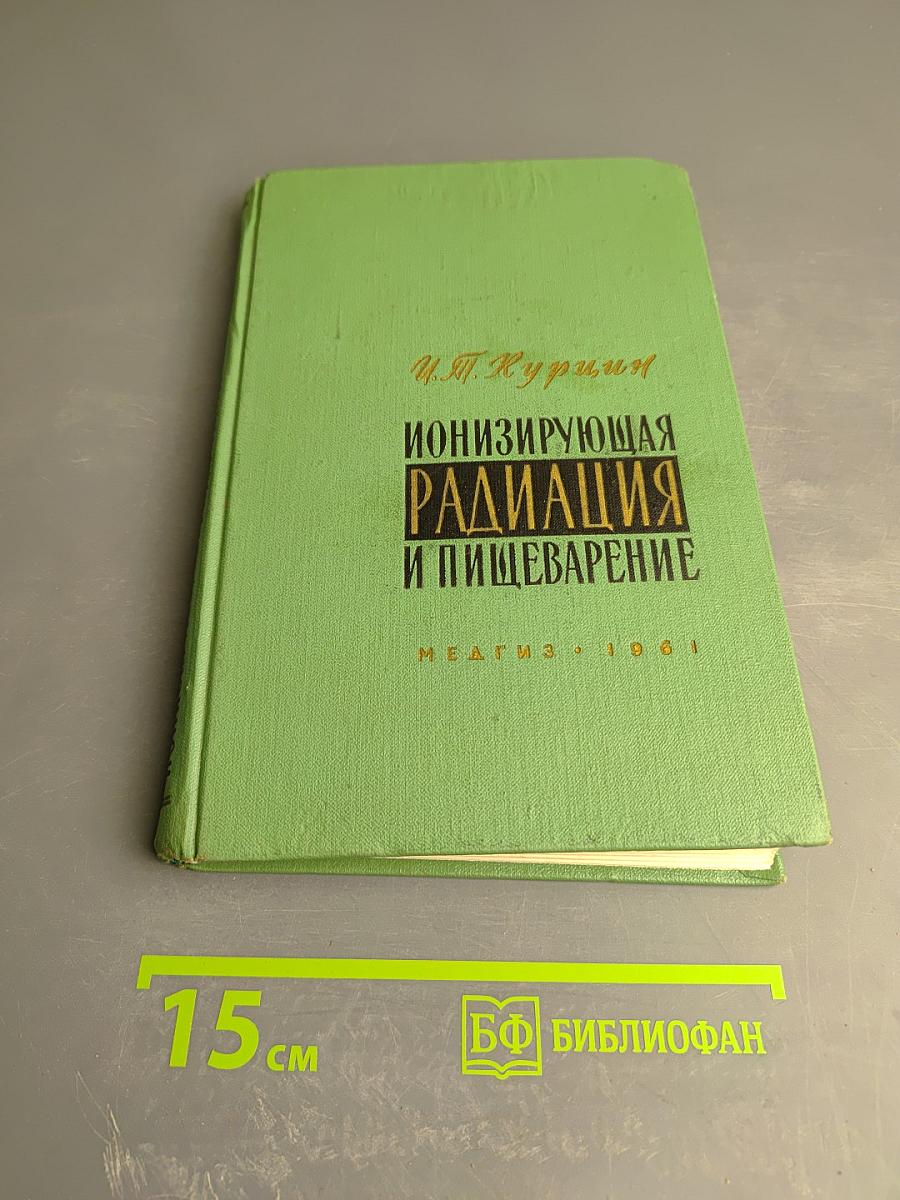 И. Т. Курцин
ИОНИЗИРУЮЩАЯ
РАДИАЦИЯ
И ПИЩЕВАРЕНИЕ
МЕДГИЗ • 1961
15 см
БФ БИБЛИОФАН